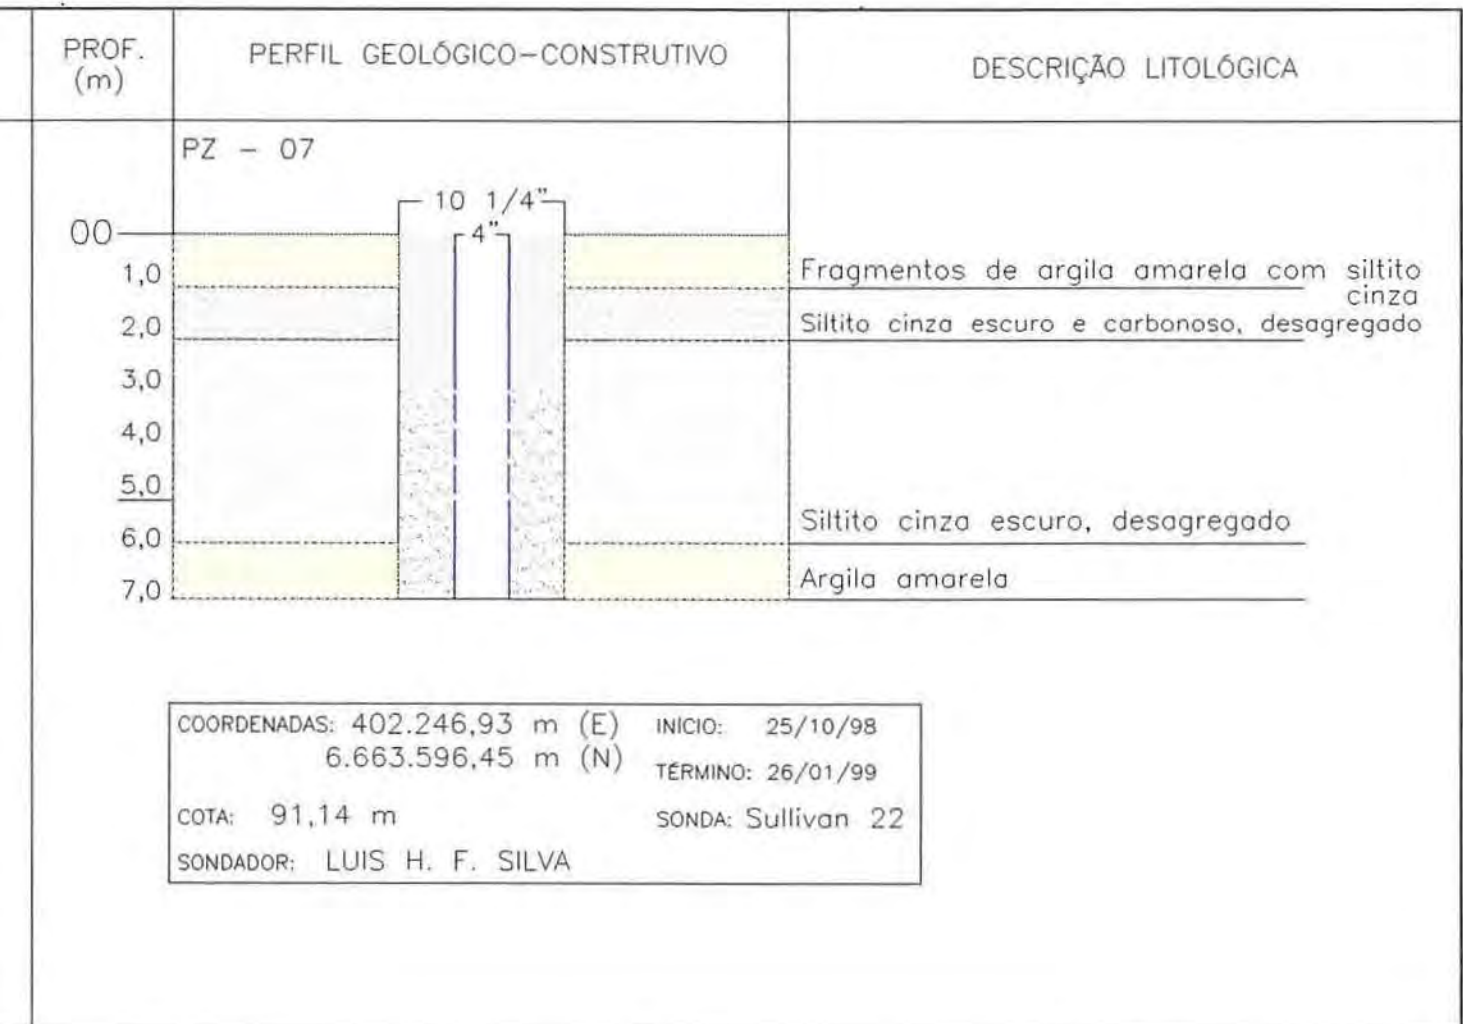 PROF.
(m)
PERFIL GEOLÓGICO-CONSTRUTIVO
DESCRIÇÃO LITOLÓGICA
PZ - 07
10 1/4"
4"
00
1,0
2,0
3,0
4,0
5,0
6,0
7,0
Fragmentos de argila amarela com siltito
cinza
Siltito cinza escuro e carbonoso, desagregado
Siltito cinza escuro, desagregado
Argila amarela
COORDENADAS: 402.246,93 m (E) INÍCIO: 25/10/98
6.663.596,45 m (N) TÉRMINO: 26/01/99
COTA: 91,14 m SONDA: Sullivan 22
SONDADOR: LUIS H. F. SILVA